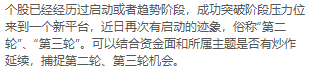 个股已经经历过启动或者趋势阶段，成功突破阶段压力位
来到一个新平台，近日再次有启动的迹象，俗称“第二
轮”、“第三轮”。可以结合资金面和所属主题是否有炒作
延续，捕捉第二轮、第三轮机会。